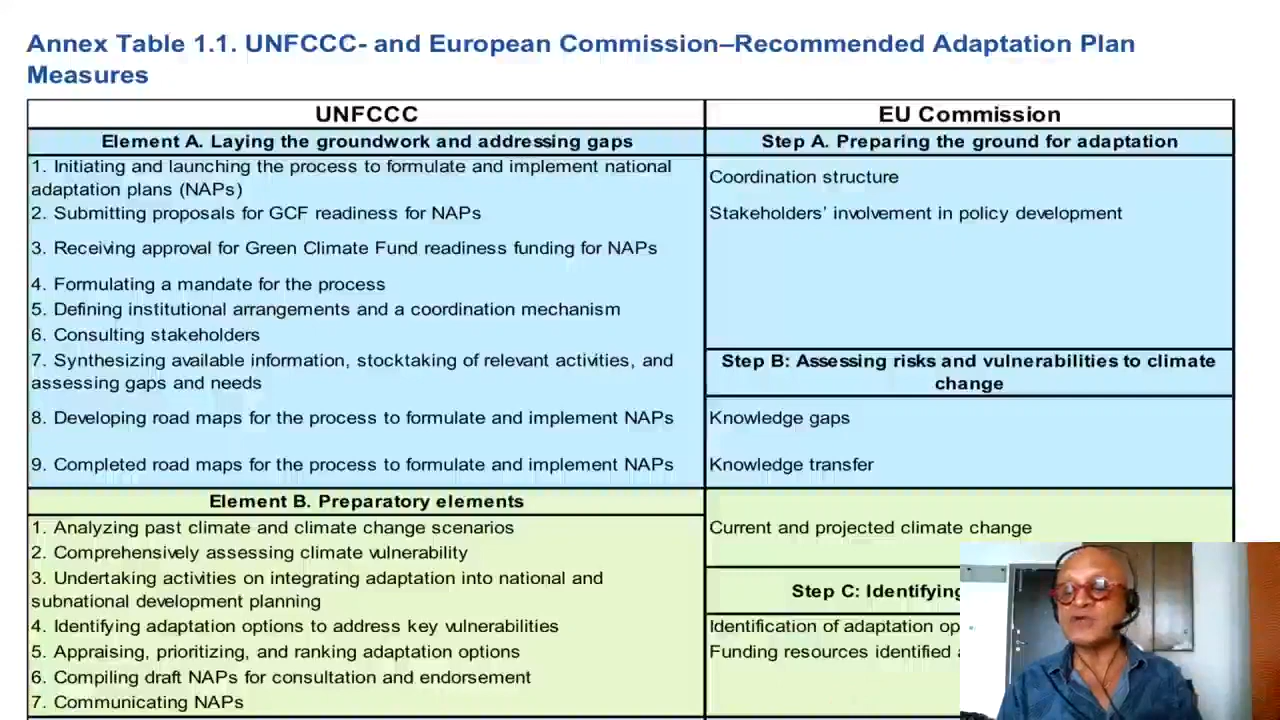 Annex Table 1.1. UNFCCC- and European Commission–Recommended Adaptation Plan
Measures
UNFCCC
Element A. Laying the groundwork and addressing gaps
1. Initiating and launching the process to formulate and implement national
adaptation plans (NAPs)
2. Submitting proposals for GCF readiness for NAPs
3. Receiving approval for Green Climate Fund readiness funding for NAPs
4. Formulating a mandate for the process
5. Defining institutional arrangements and a coordination mechanism
6. Consulting stakeholders
7. Synthesizing available information, stocktaking of relevant activities, and
assessing gaps and needs
8. Developing road maps for the process to formulate and implement NAPs
9. Completed road maps for the process to formulate and implement NAPs
Element B. Preparatory elements
1. Analyzing past climate and climate change scenarios
2. Comprehensively assessing climate vulnerability
3. Undertaking activities on integrating adaptation into national and
subnational development planning
4. Identifying adaptation options to address key vulnerabilities
5. Appraising, prioritizing, and ranking adaptation options
6. Compiling draft NAPs for consultation and endorsement
7. Communicating NAPs
EU Commission
Step A. Preparing the ground for adaptation
Coordination structure
Stakeholders’ involvement in policy development
Step B: Assessing risks and vulnerabilities to climate
change
Knowledge gaps
Knowledge transfer
Current and projected climate change
Step C: Identifying
Identification of adaptation op
Funding resources identified